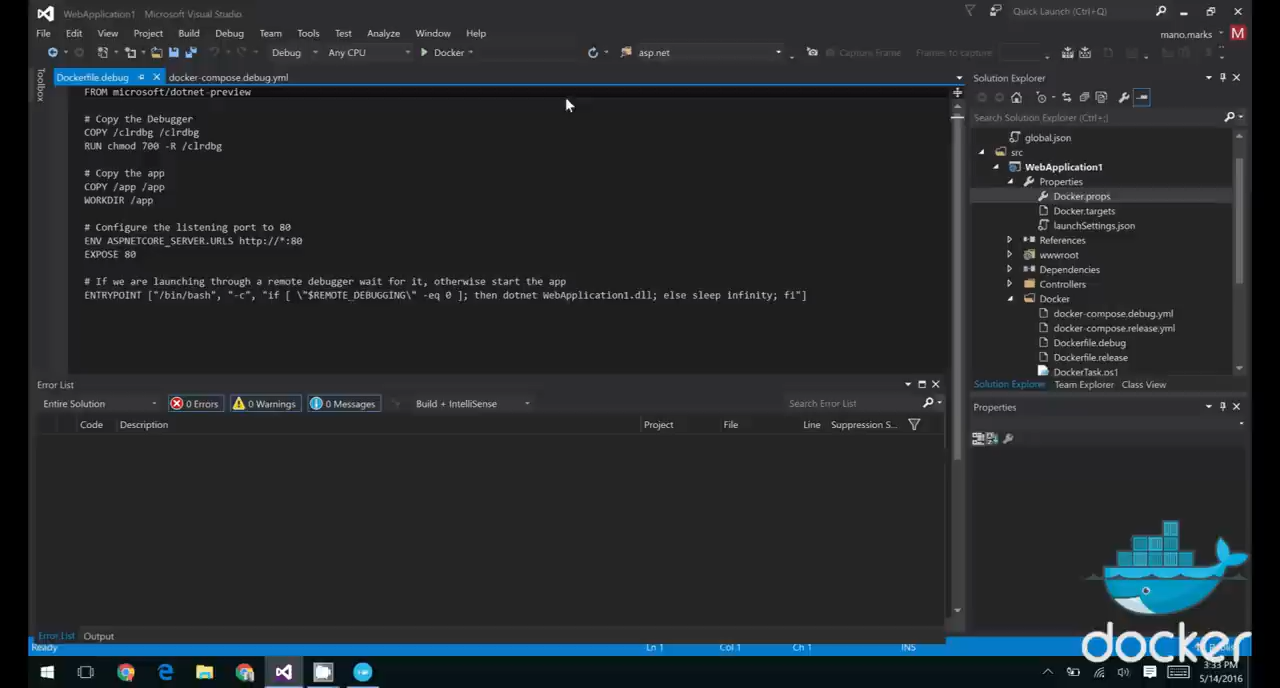 WebApplication1 - Microsoft Visual Studio
Quick Launch (Ctrl+Q)
File Edit View Project Build Debug Team Tools Test Analyze Window Help
mano.marks M
Debug Any CPU Docker asp.net Capture Frame Frames to capture
Toolbox
Dockerfile.debug docker-compose.debug.yml
FROM microsoft/dotnet-preview
# Copy the Debugger
COPY /clrdbg /clrdbg
RUN chmod 700 -R /clrdbg
# Copy the app
COPY /app /app
WORKDIR /app
# Configure the listening port to 80
ENV ASPNETCORE_SERVER.URLS http://*:80
EXPOSE 80
# If we are launching through a remote debugger wait for it, otherwise start the app
ENTRYPOINT ["/bin/bash", "-c", "if [ \"$REMOTE_DEBUGGING\" -eq 0 ]; then dotnet WebApplication1.dll; else sleep infinity; fi"]
Solution Explorer
Search Solution Explorer (Ctrl+;)
global.json
src
WebApplication1
Properties
Docker.props
Docker.targets
launchSettings.json
References
wwwroot
Dependencies
Controllers
Docker
docker-compose.debug.yml
docker-compose.release.yml
Dockerfile.debug
Dockerfile.release
DockerTask.ps1
Solution Explorer Team Explorer Class View
Properties
Error List
Entire Solution 0 Errors 0 Warnings 0 Messages Build + IntelliSense Search Error List
Code Description Project File Line Suppression S...
Error List Output
Ready Ln 1 Col 1 Ch 1 INS
docker
3:33 PM
5/14/2016